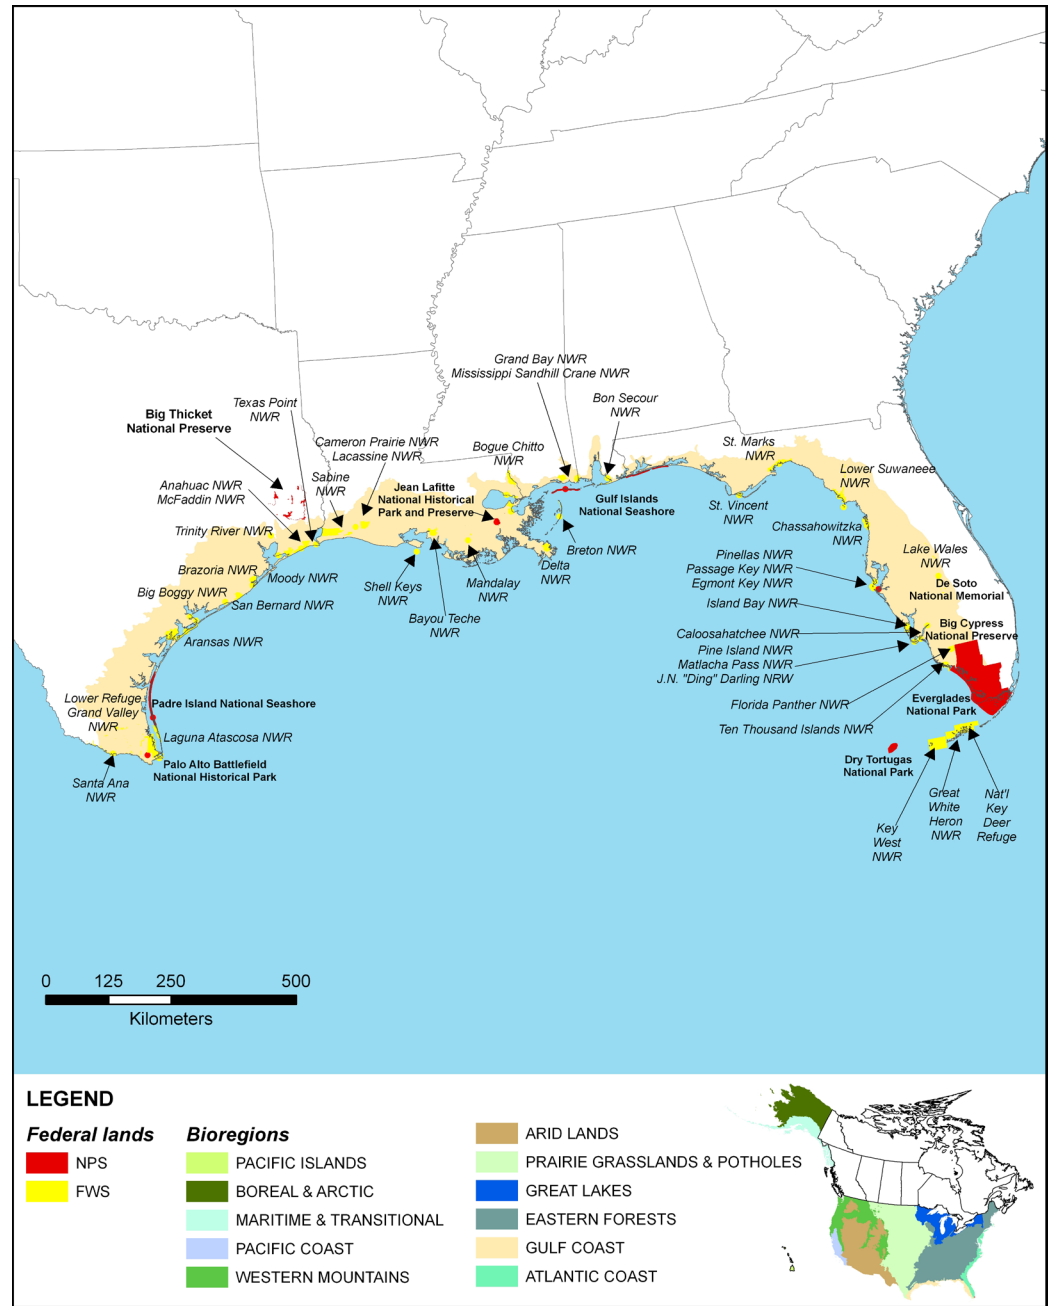 Grand Bay NWR
Mississippi Sandhill Crane NWR
Texas Point
NWR
Bon Secour
NWR
Big Thicket
National Preserve
Cameron Prairie NWR
Lacassine NWR
Bogue Chitto
NWR
St. Marks
NWR
Lower Suwaneee
NWR
Sabine
NWR
Anahuac NWR
McFaddin NWR
Jean Lafitte
National Historical
Park and Preserve
Gulf Islands
National Seashore
St. Vincent
NWR
Chassahowitzka
NWR
Trinity River NWR
Breton NWR
Delta
NWR
Lake Wales
NWR
Pinellas NWR
Passage Key NWR
Egmont Key NWR
Brazoria NWR
Moody NWR
Shell Keys
NWR
Mandalay
NWR
De Soto
National Memorial
Big Boggy NWR
San Bernard NWR
Bayou Teche
NWR
Island Bay NWR
Big Cypress
National Preserve
Aransas NWR
Caloosahatchee NWR
Pine Island NWR
Matlacha Pass NWR
J.N. "Ding" Darling NRW
Lower Refuge
Grand Valley
NWR
Padre Island National Seashore
Florida Panther NWR
Everglades
National Park
Ten Thousand Islands NWR
Laguna Atascosa NWR
Palo Alto Battlefield
National Historical Park
Dry Tortugas
National Park
Santa Ana
NWR
Great
White
Heron
NWR
Nat'l
Key
Deer
Refuge
Key
West
NWR
0 125 250 500
Kilometers
LEGEND
Federal lands
NPS
FWS
Bioregions
PACIFIC ISLANDS
BOREAL & ARCTIC
MARITIME & TRANSITIONAL
PACIFIC COAST
WESTERN MOUNTAINS
ARID LANDS
PRAIRIE GRASSLANDS & POTHOLES
GREAT LAKES
EASTERN FORESTS
GULF COAST
ATLANTIC COAST